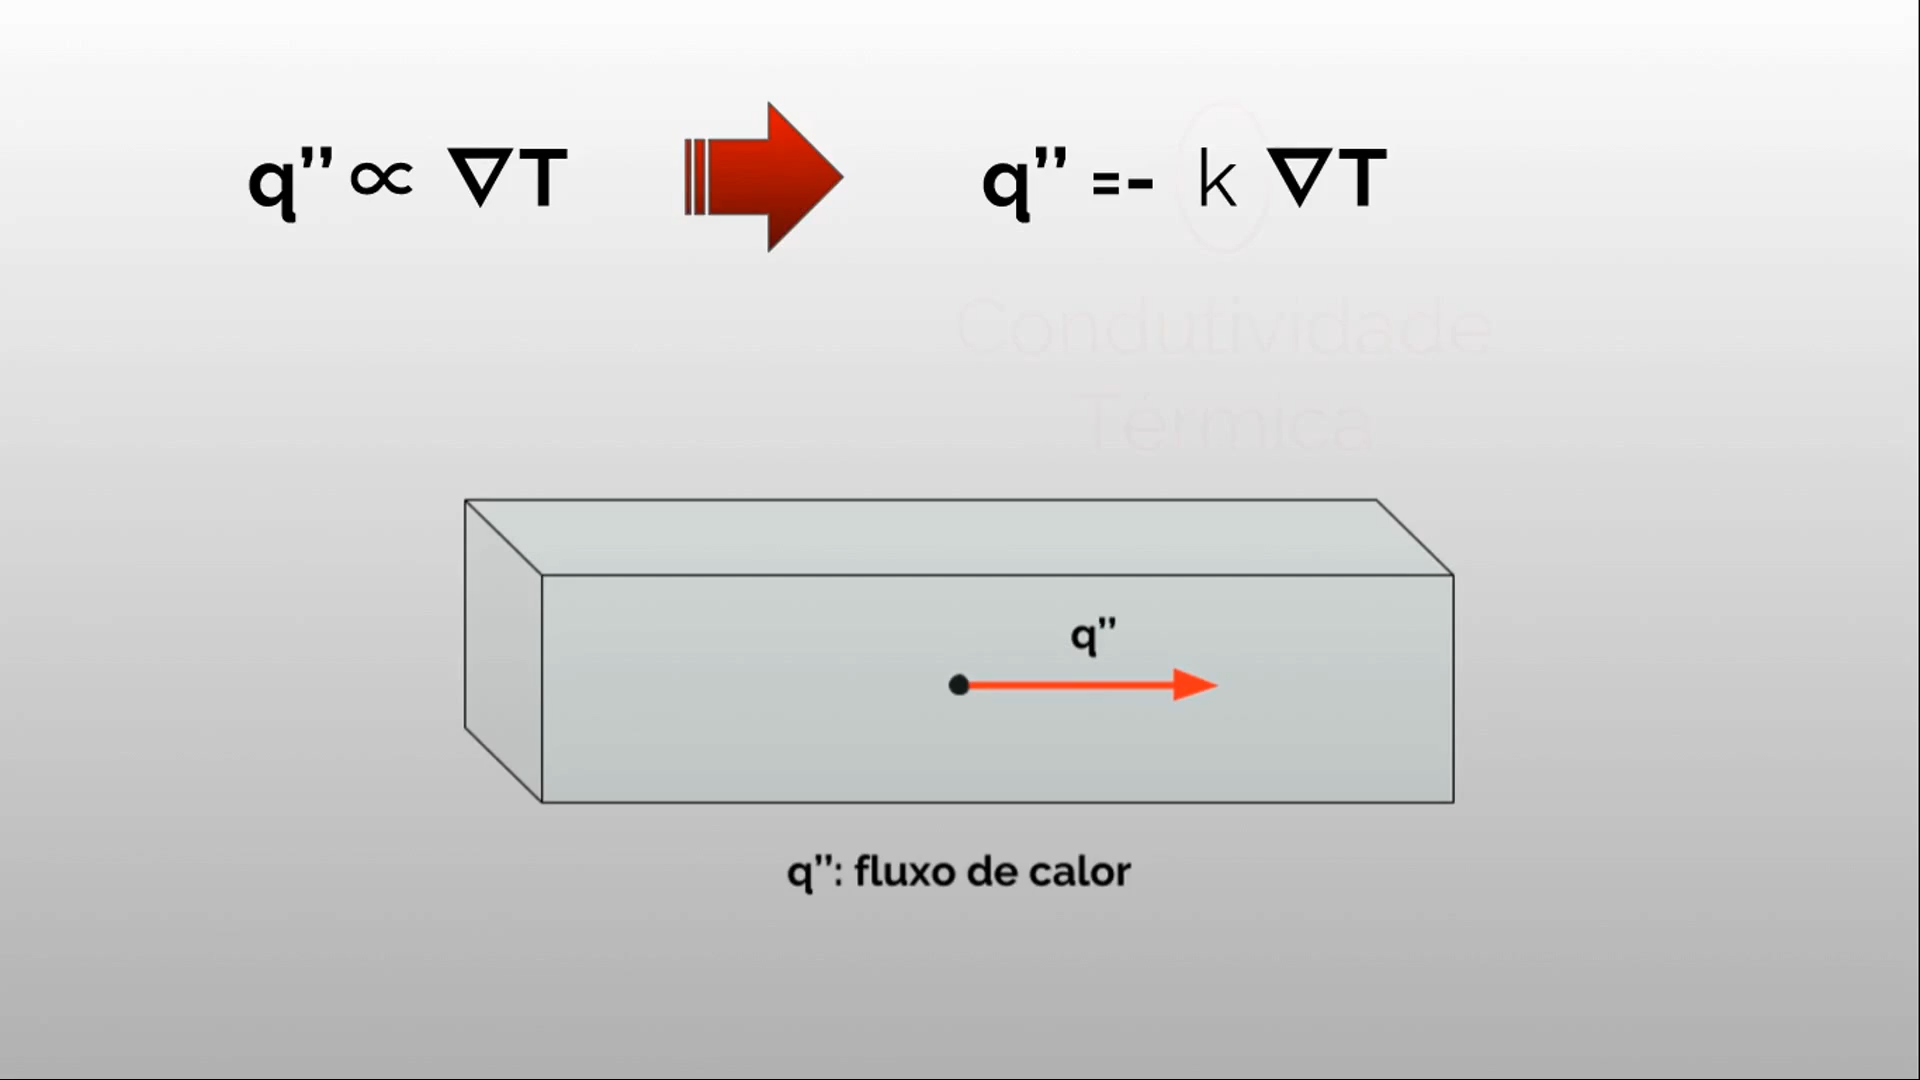 q” ∝ ∇T
q” =- k ∇T
Condutividade
Térmica
q”
q”: fluxo de calor